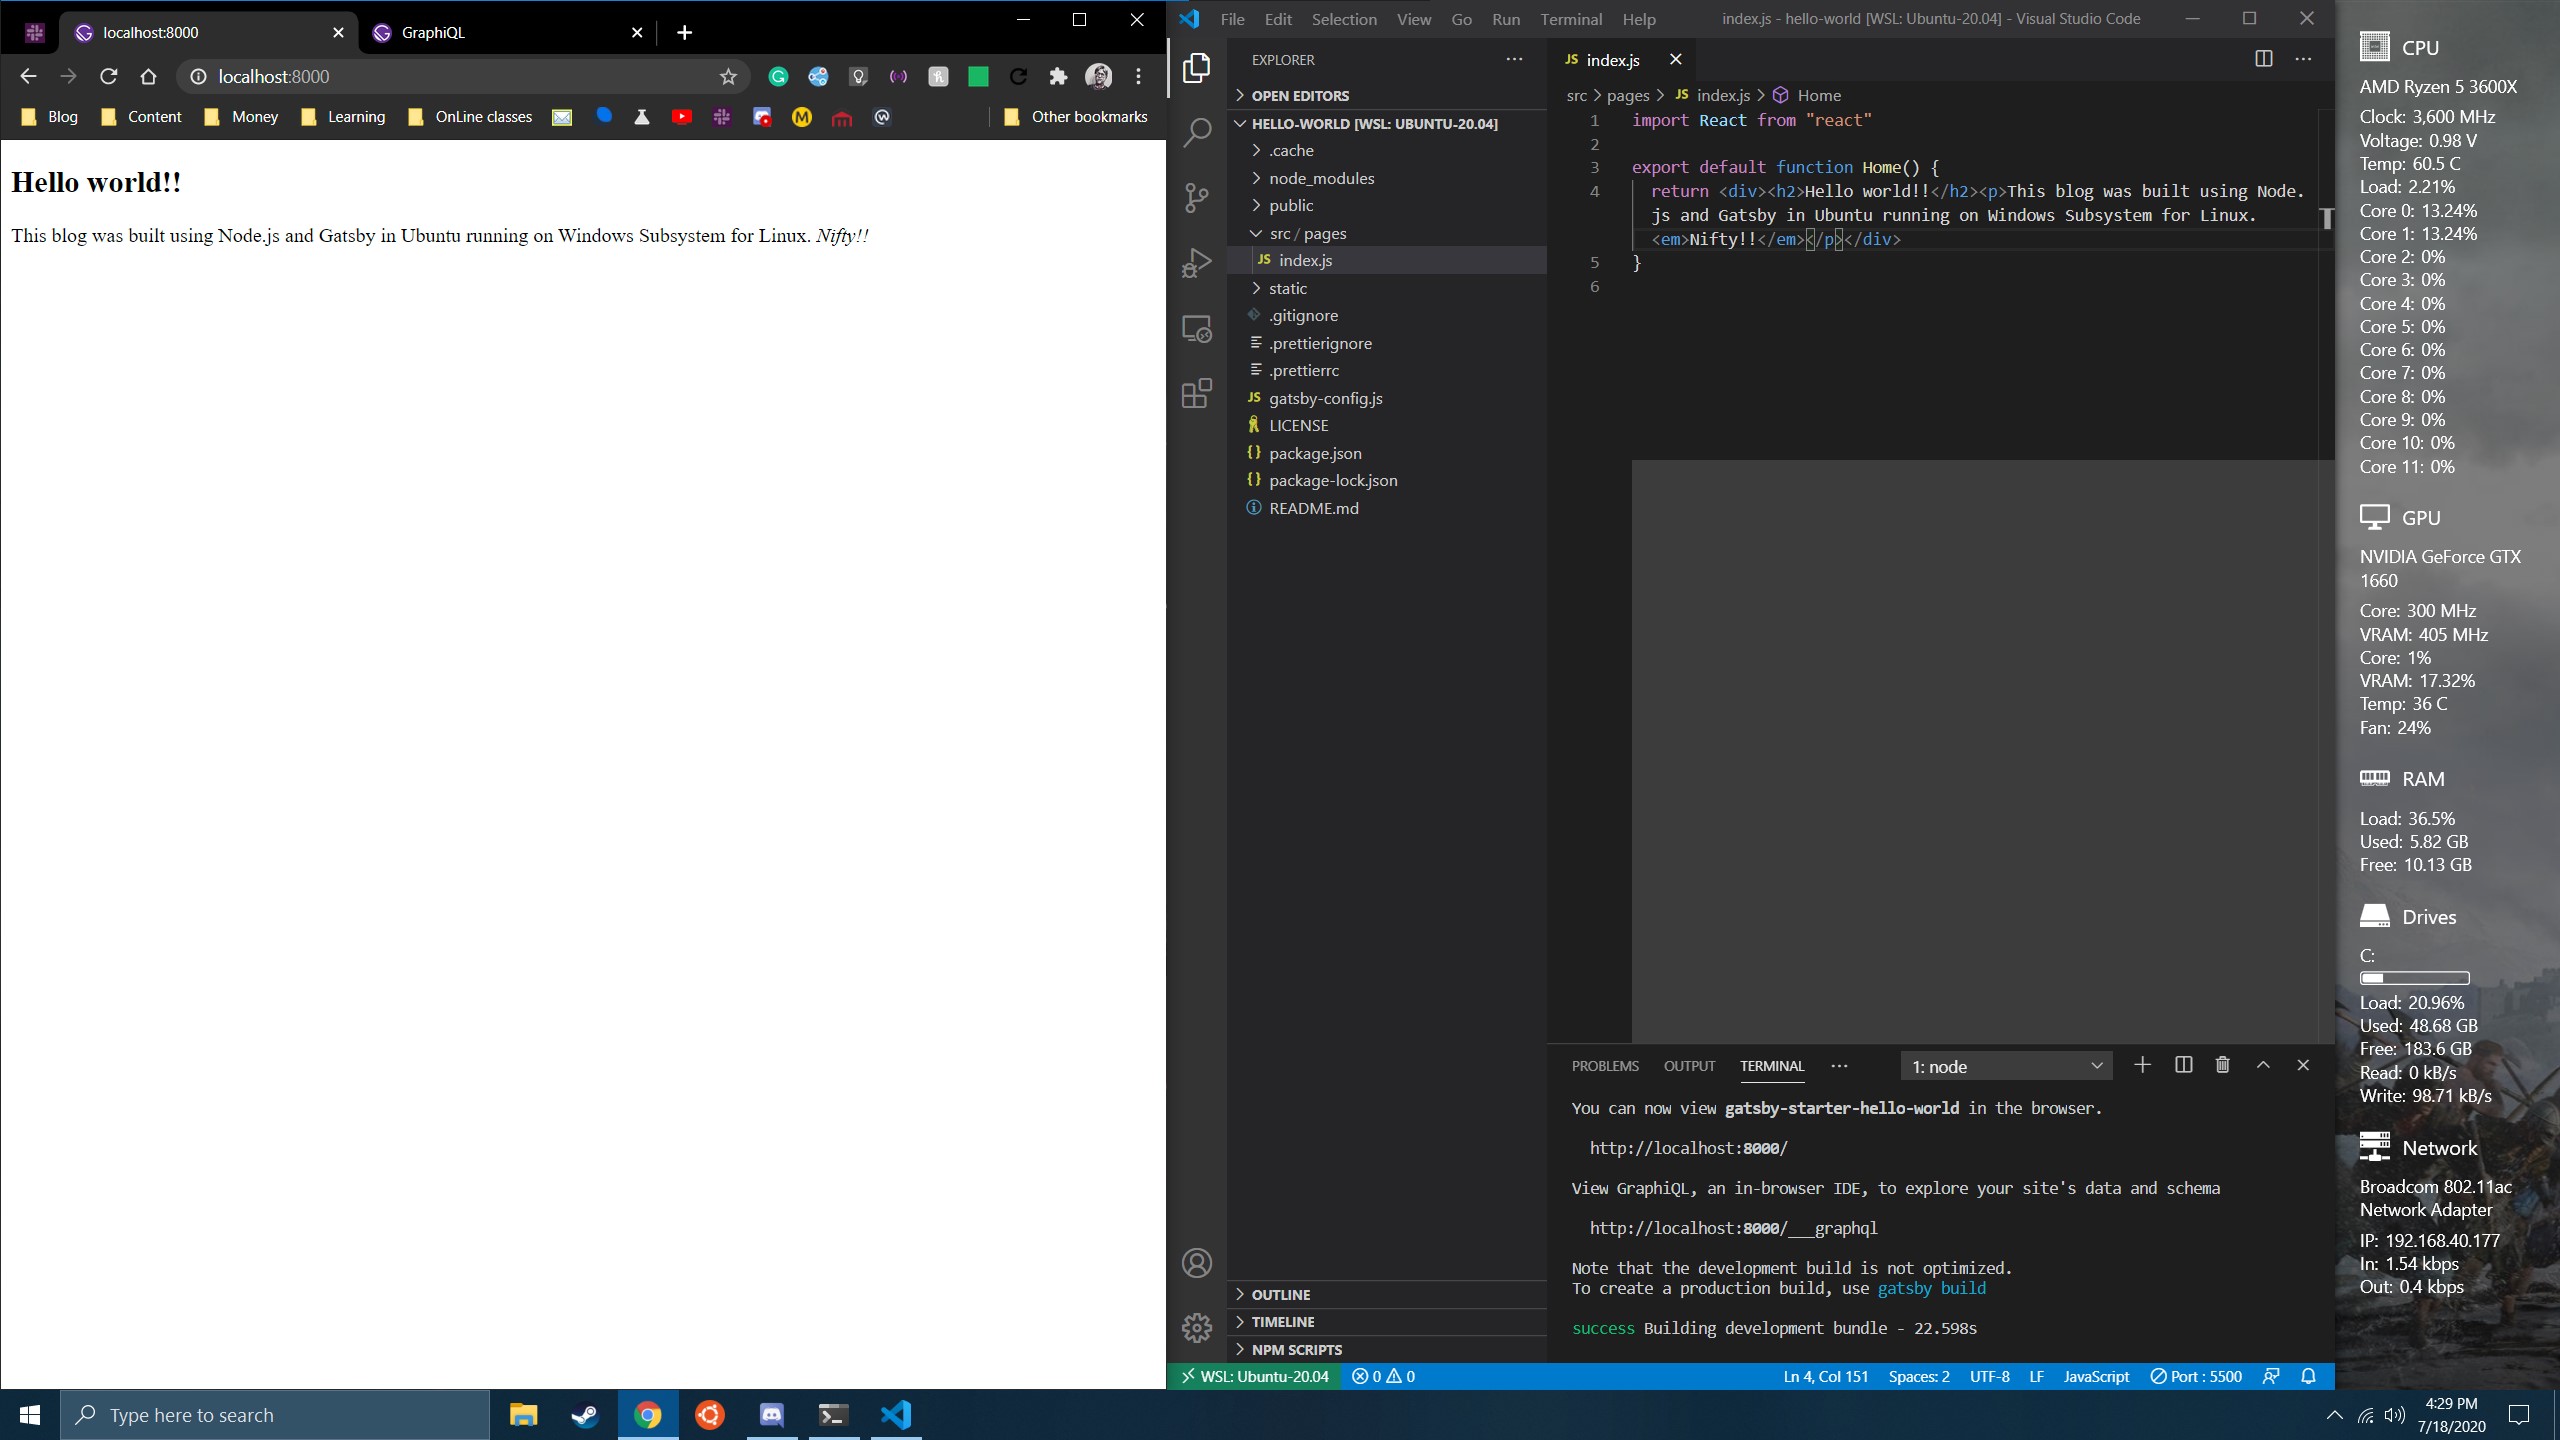 localhost:8000
GraphiQL
localhost:8000
Blog
Content
Money
Learning
OnLine classes
Other bookmarks
Hello world!!
This blog was built using Node.js and Gatsby in Ubuntu running on Windows Subsystem for Linux. Nifty!!
File Edit Selection View Go Run Terminal Help
index.js - hello-world [WSL: Ubuntu-20.04] - Visual Studio Code
EXPLORER
OPEN EDITORS
HELLO-WORLD [WSL: UBUNTU-20.04]
.cache
node_modules
public
src / pages
JS index.js
static
.gitignore
.prettierignore
.prettierrc
JS gatsby-config.js
LICENSE
{} package.json
{} package-lock.json
README.md
OUTLINE
TIMELINE
NPM SCRIPTS
JS index.js
src > pages > JS index.js > Home
1 import React from "react"
2
3 export default function Home() {
4 return <div><h2>Hello world!!</h2><p>This blog was built using Node.
js and Gatsby in Ubuntu running on Windows Subsystem for Linux.
<em>Nifty!!</em></p></div>
5 }
6
PROBLEMS OUTPUT TERMINAL ··· 1: node
You can now view gatsby-starter-hello-world in the browser.
http://localhost:8000/
View GraphiQL, an in-browser IDE, to explore your site's data and schema
http://localhost:8000/___graphql
Note that the development build is not optimized.
To create a production build, use gatsby build
success Building development bundle - 22.598s
WSL: Ubuntu-20.04 0 0 Ln 4, Col 151 Spaces: 2 UTF-8 LF JavaScript Port : 5500
CPU
AMD Ryzen 5 3600X
Clock: 3,600 MHz
Voltage: 0.98 V
Temp: 60.5 C
Load: 2.21%
Core 0: 13.24%
Core 1: 13.24%
Core 2: 0%
Core 3: 0%
Core 4: 0%
Core 5: 0%
Core 6: 0%
Core 7: 0%
Core 8: 0%
Core 9: 0%
Core 10: 0%
Core 11: 0%
GPU
NVIDIA GeForce GTX
1660
Core: 300 MHz
VRAM: 405 MHz
Core: 1%
VRAM: 17.32%
Temp: 36 C
Fan: 24%
RAM
Load: 36.5%
Used: 5.82 GB
Free: 10.13 GB
Drives
C:
Load: 20.96%
Used: 48.68 GB
Free: 183.6 GB
Read: 0 kB/s
Write: 98.71 kB/s
Network
Broadcom 802.11ac
Network Adapter
IP: 192.168.40.177
In: 1.54 kbps
Out: 0.4 kbps
Type here to search
4:29 PM
7/18/2020